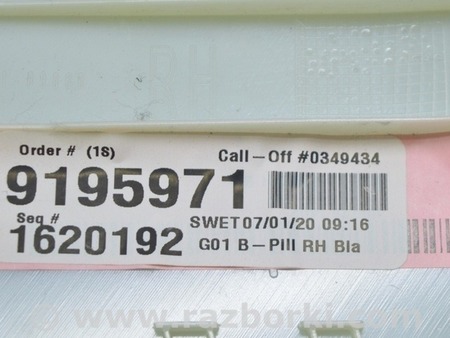 Order # (1S)
Call-Off #0349434
9195971
Seq #
SWET07/01/20 09:16
1620192
G01 B-Pill RH Bla
www.razborki.com